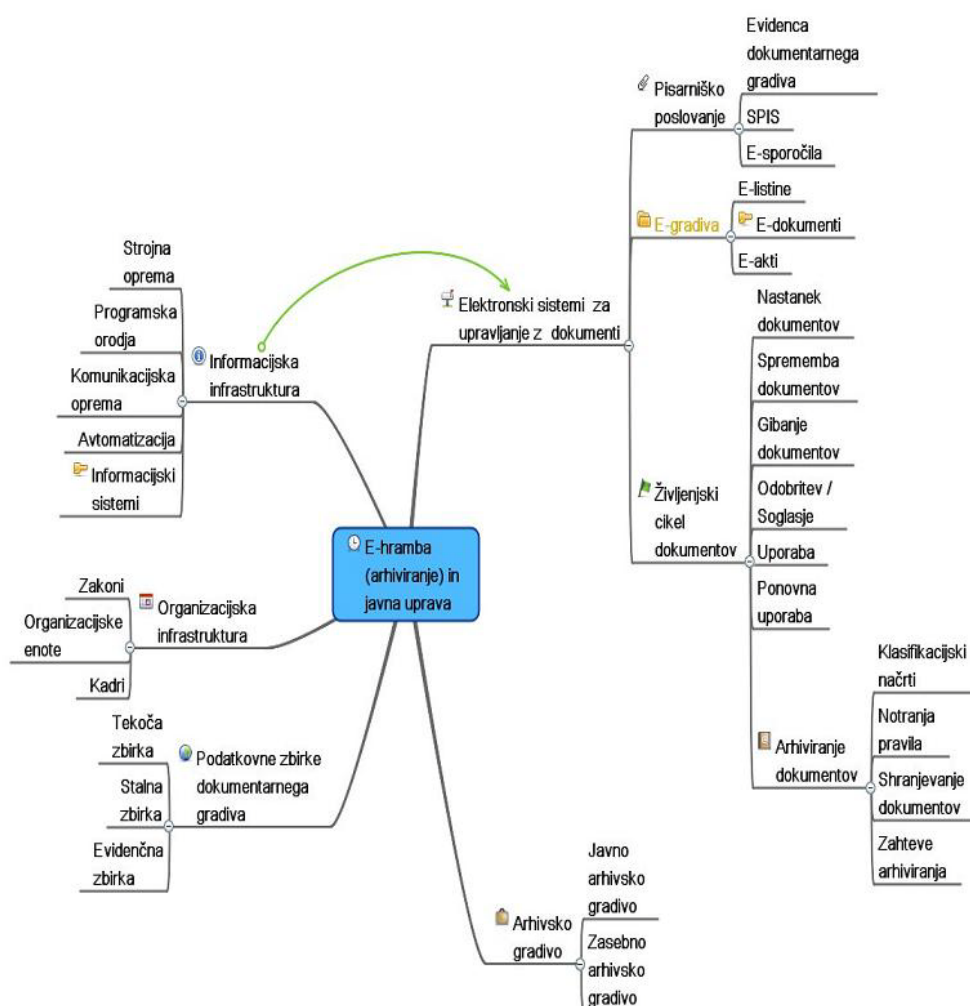 E-hramba
(arhiviranje) in
javna uprava
Elektronski sistemi za
upravljanje z dokumenti
Pisarniško
poslovanje
Evidenca
dokumentarnega
gradiva
SPIS
E-sporočila
E-gradiva
E-listine
E-dokumenti
E-akti
Življenjski
cikel
dokumentov
Nastanek
dokumentov
Sprememba
dokumentov
Gibanje
dokumentov
Odobritev /
Soglasje
Uporaba
Ponovna
uporaba
Arhiviranje
dokumentov
Klasifikacijski
načrti
Notranja
pravila
Shranjevanje
dokumentov
Zahteve
arhiviranja
Arhivsko
gradivo
Javno
arhivsko
gradivo
Zasebno
arhivsko
gradivo
Informacijska
infrastruktura
Strojna
oprema
Programska
orodja
Komunikacijska
oprema
Avtomatizacija
Informacijski
sistemi
Organizacijska
infrastruktura
Zakoni
Organizacijske
enote
Kadri
Podatkovne zbirke
dokumentarnega
gradiva
Tekoča
zbirka
Stalna
zbirka
Evidenčna
zbirka